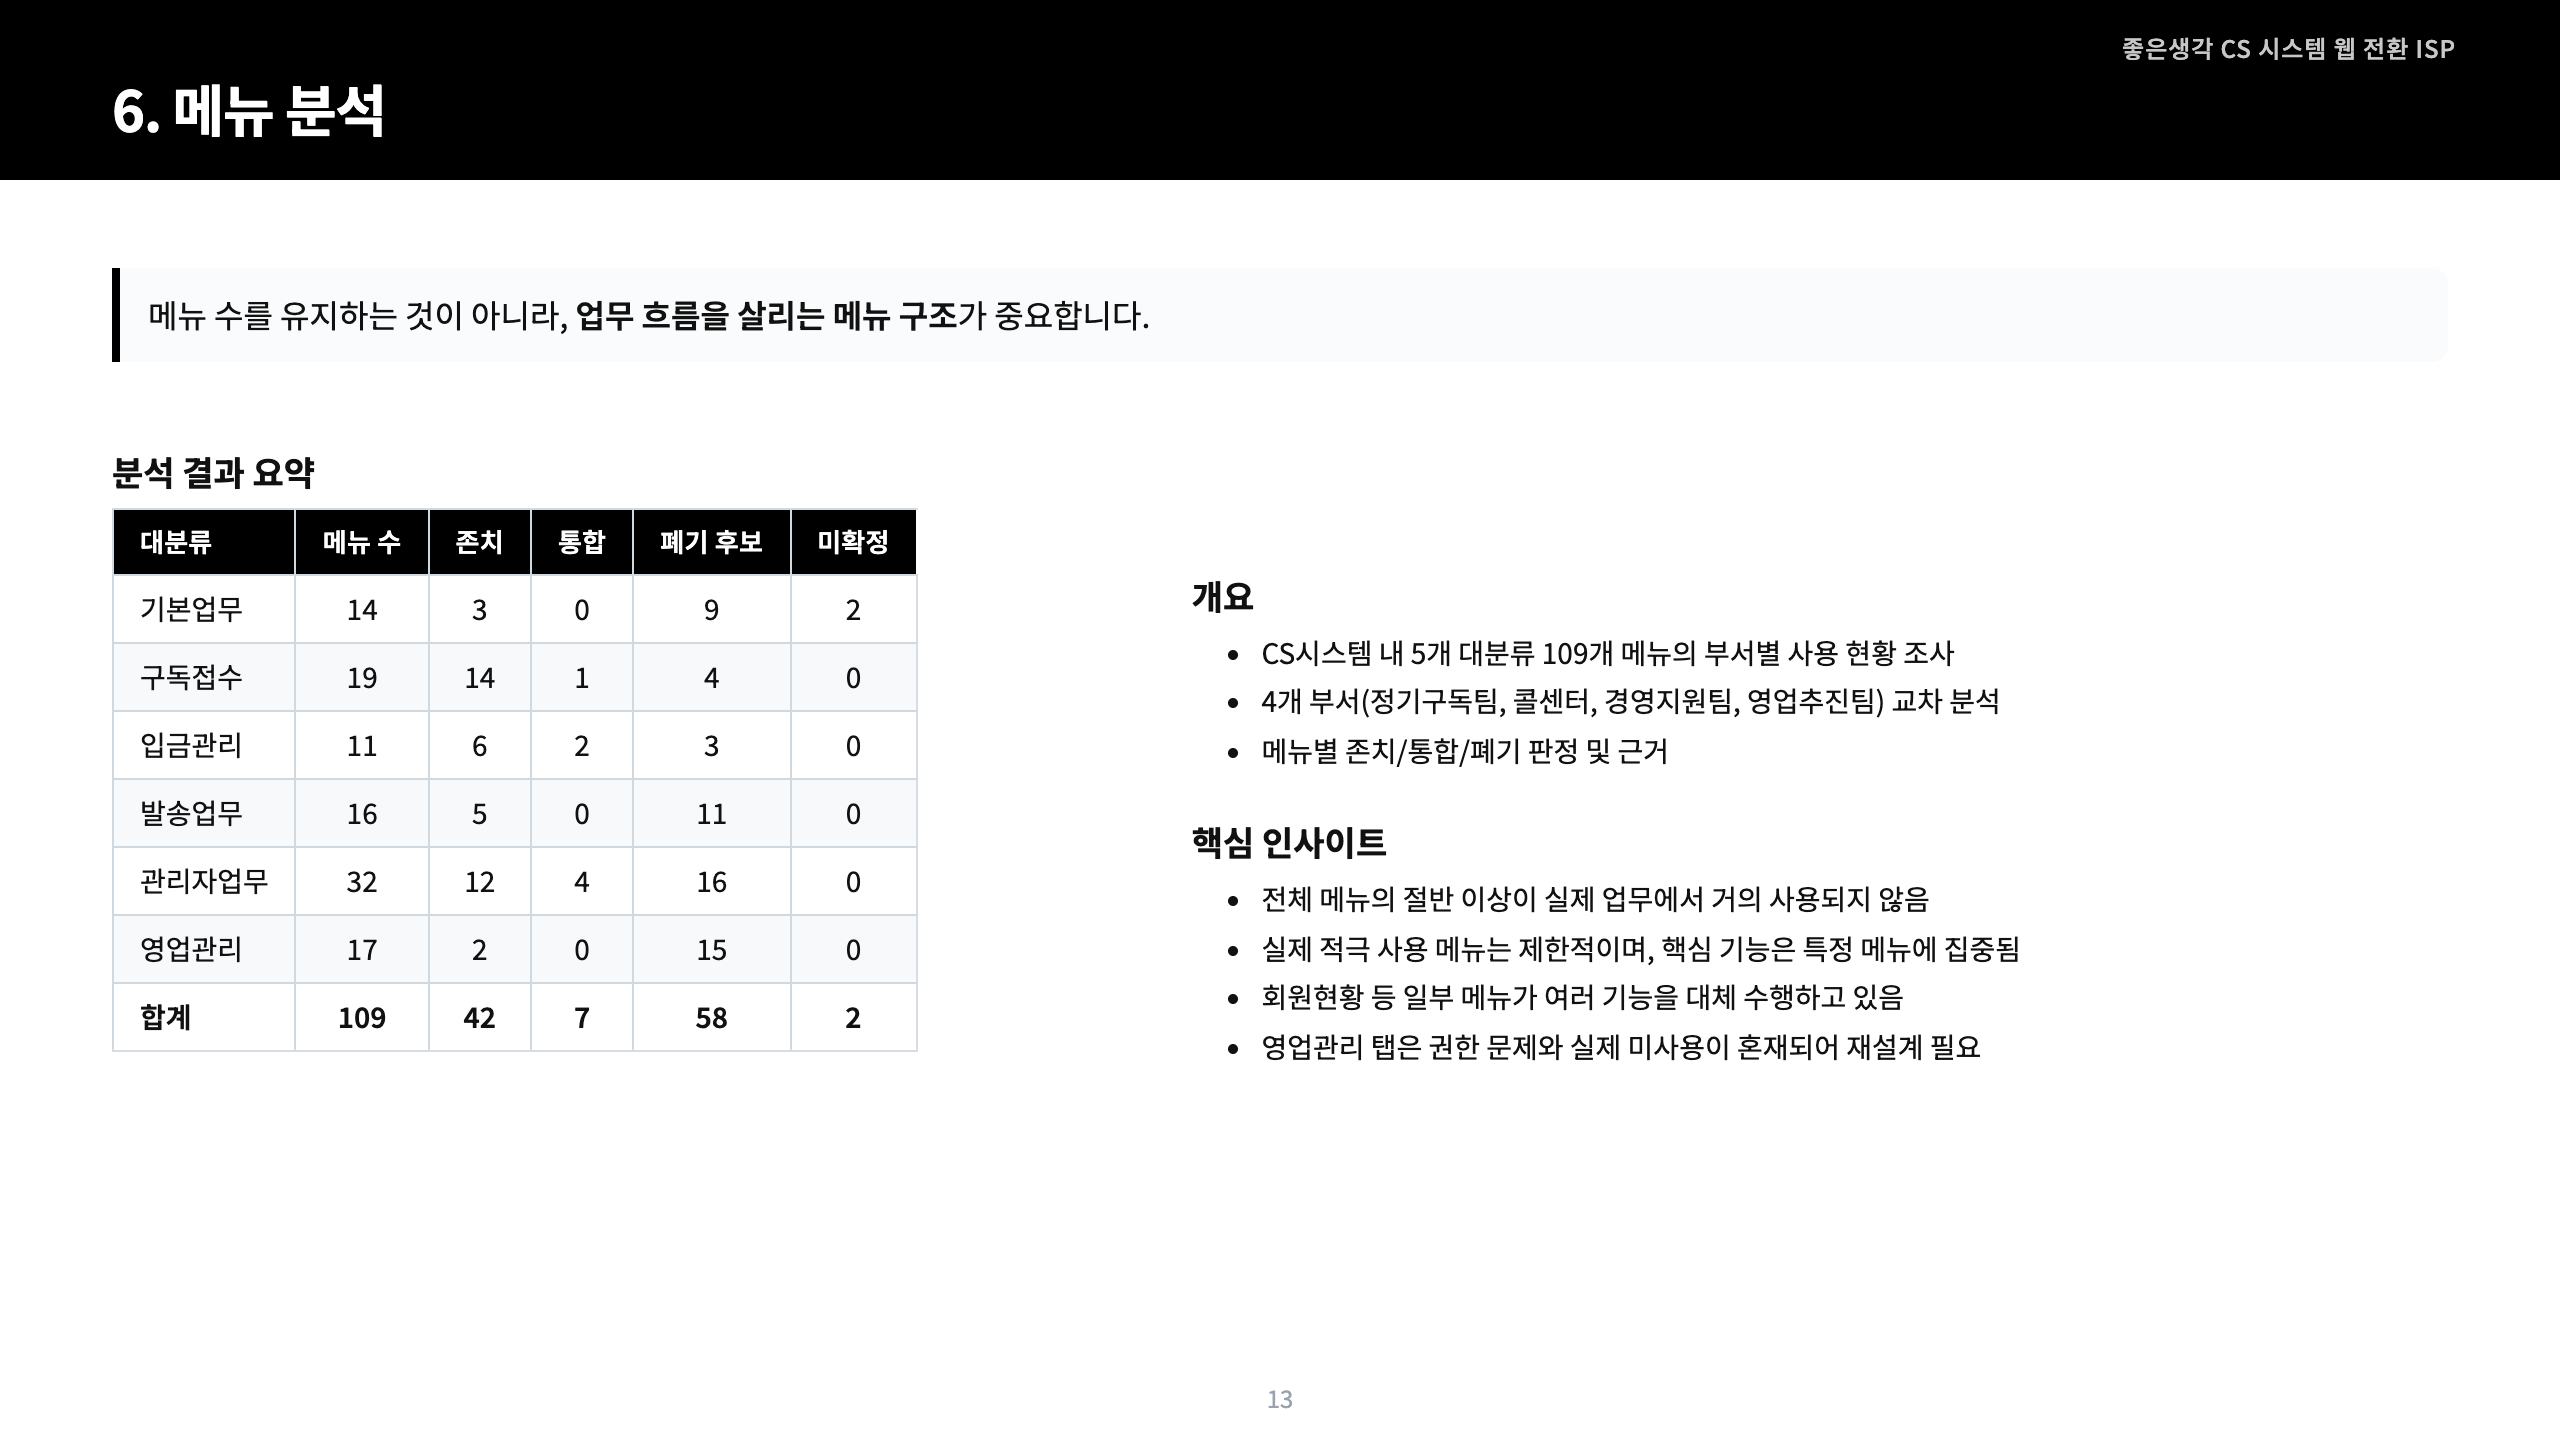 좋은생각 CS 시스템 웹 전환 ISP
6. 메뉴 분석
메뉴 수를 유지하는 것이 아니라, 업무 흐름을 살리는 메뉴 구조가 중요합니다.
분석 결과 요약
대분류 메뉴 수 존치 통합 폐기 후보 미확정
기본업무 14 3 0 9 2
구독접수 19 14 1 4 0
입금관리 11 6 2 3 0
발송업무 16 5 0 11 0
관리자업무 32 12 4 16 0
영업관리 17 2 0 15 0
합계 109 42 7 58 2
개요
• CS시스템 내 5개 대분류 109개 메뉴의 부서별 사용 현황 조사
• 4개 부서(정기구독팀, 콜센터, 경영지원팀, 영업추진팀) 교차 분석
• 메뉴별 존치/통합/폐기 판정 및 근거
핵심 인사이트
• 전체 메뉴의 절반 이상이 실제 업무에서 거의 사용되지 않음
• 실제 적극 사용 메뉴는 제한적이며, 핵심 기능은 특정 메뉴에 집중됨
• 회원현황 등 일부 메뉴가 여러 기능을 대체 수행하고 있음
• 영업관리 탭은 권한 문제와 실제 미사용이 혼재되어 재설계 필요
13